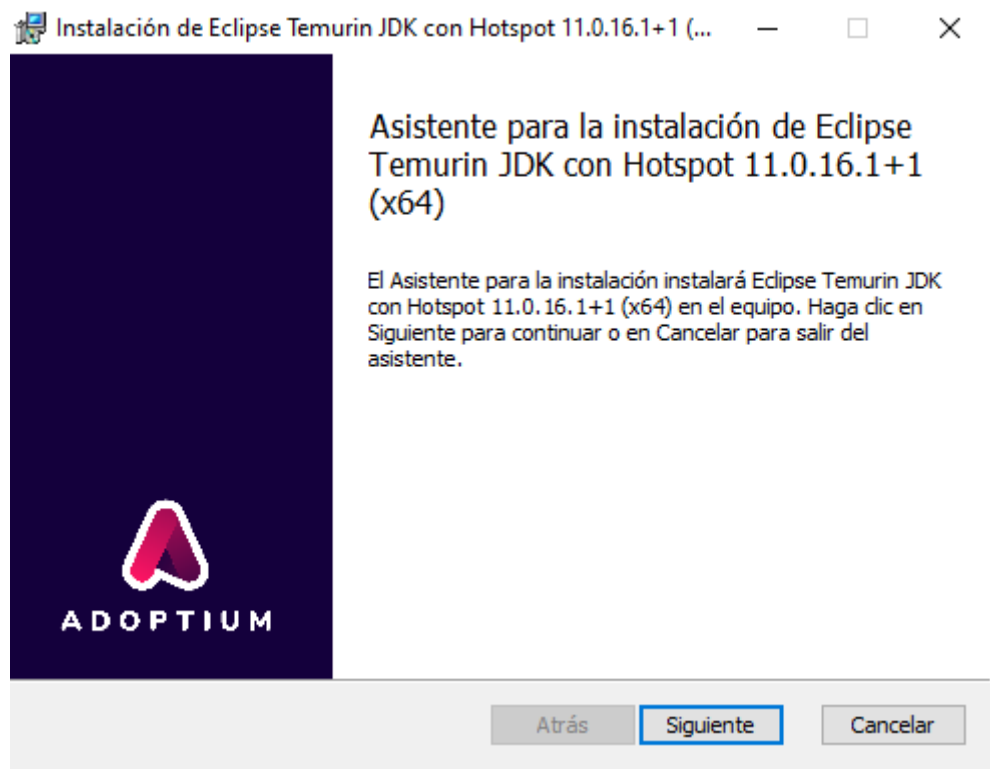 Instalación de Eclipse Temurin JDK con Hotspot 11.0.16.1+1 (...
Asistente para la instalación de Eclipse
Temurin JDK con Hotspot 11.0.16.1+1
(x64)
El Asistente para la instalación instalará Eclipse Temurin JDK
con Hotspot 11.0.16.1+1 (x64) en el equipo. Haga clic en
Siguiente para continuar o en Cancelar para salir del
asistente.
ADOPTIUM
Atrás Siguiente Cancelar